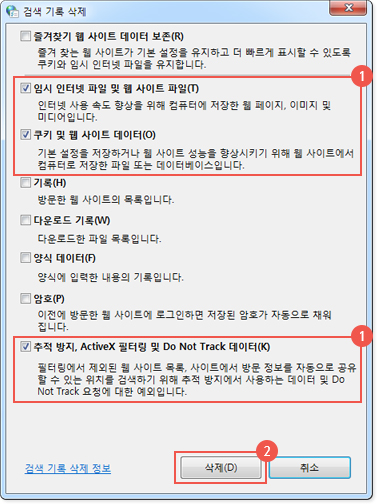 검색 기록 삭제
즐겨찾기 웹 사이트 데이터 보존(R)
즐겨 찾는 웹 사이트가 기본 설정을 유지하고 더 빠르게 표시할 수 있도록
쿠키와 임시 인터넷 파일을 유지합니다.
1
임시 인터넷 파일 및 웹 사이트 파일(T)
인터넷 사용 속도 향상을 위해 컴퓨터에 저장한 웹 페이지, 이미지 및
미디어입니다.
쿠키 및 웹 사이트 데이터(O)
기본 설정을 저장하거나 웹 사이트 성능을 향상시키기 위해 웹 사이트에서
컴퓨터로 저장한 파일 또는 데이터베이스입니다.
기록(H)
방문한 웹 사이트의 목록입니다.
다운로드 기록(W)
다운로드한 파일 목록입니다.
양식 데이터(F)
양식에 입력한 내용의 기록입니다.
암호(P)
이전에 방문한 웹 사이트에 로그인하면 저장된 암호가 자동으로 채워
집니다.
1
추적 방지, ActiveX 필터링 및 Do Not Track 데이터(K)
필터링에서 제외된 웹 사이트 목록, 사이트에서 방문 정보를 자동으로 공유
할 수 있는 위치를 검색하기 위해 추적 방지에서 사용하는 데이터 및 Do
Not Track 요청에 대한 예외입니다.
2
검색 기록 삭제 정보
삭제(D)
취소